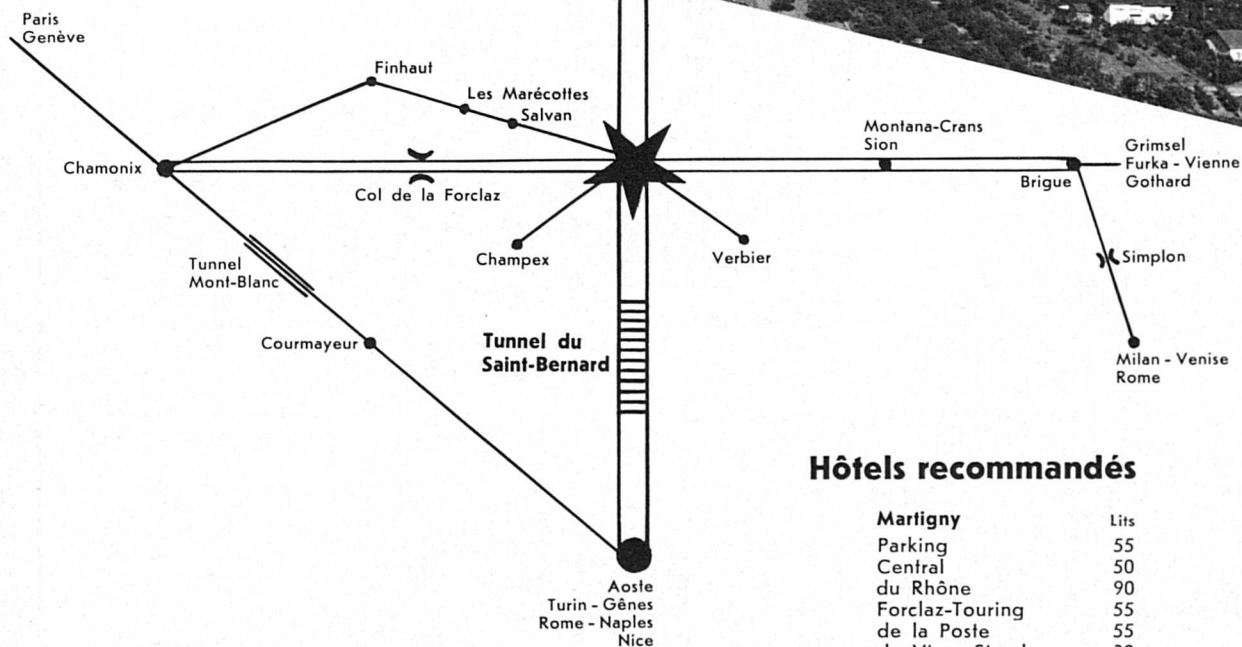 Paris
Genève
Finhaut
Les Marécottes
Salvan
Montana-Crans
Sion
Grimsel
Furka - Vienne
Gothard
Chamonix
Col de la Forclaz
Brigue
Champex
Verbier
Simplon
Tunnel
Mont-Blanc
Courmayeur
Tunnel du
Saint-Bernard
Milan - Venise
Rome
Hôtels recommandés
Martigny Lits
Parking 55
Central 50
du Rhône 90
Forclaz-Touring 55
de la Poste 55
Aoste
Turin - Gênes
Rome - Naples
Nice